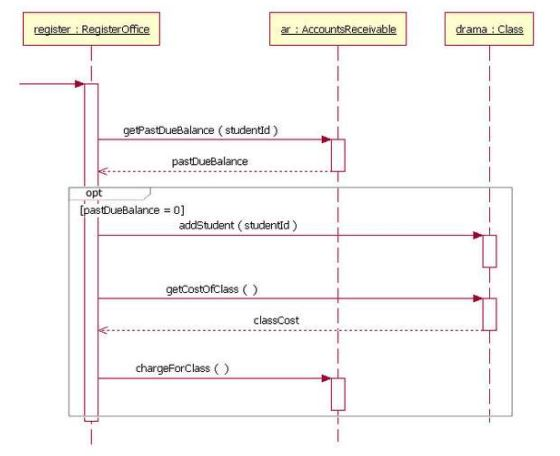 register : RegisterOffice
ar : AccountsReceivable
drama : Class
getPastDueBalance ( studentId )
pastDueBalance
opt
[pastDueBalance = 0]
addStudent ( studentId )
getCostOfClass ( )
classCost
chargeForClass ( )